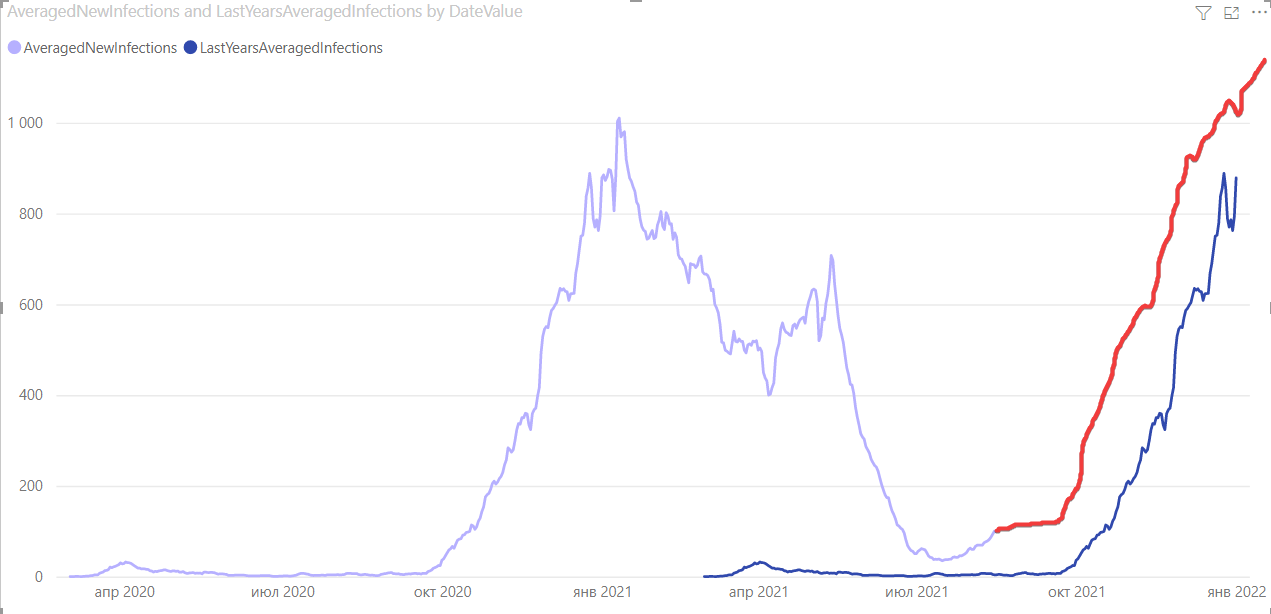 AveragedNewInfections and LastYearsAveragedInfections by DateValue
AveragedNewInfections LastYearsAveragedInfections
1 000
800
600
400
200
0
апр 2020 июл 2020 окт 2020 янв 2021 апр 2021 июл 2021 окт 2021 янв 2022